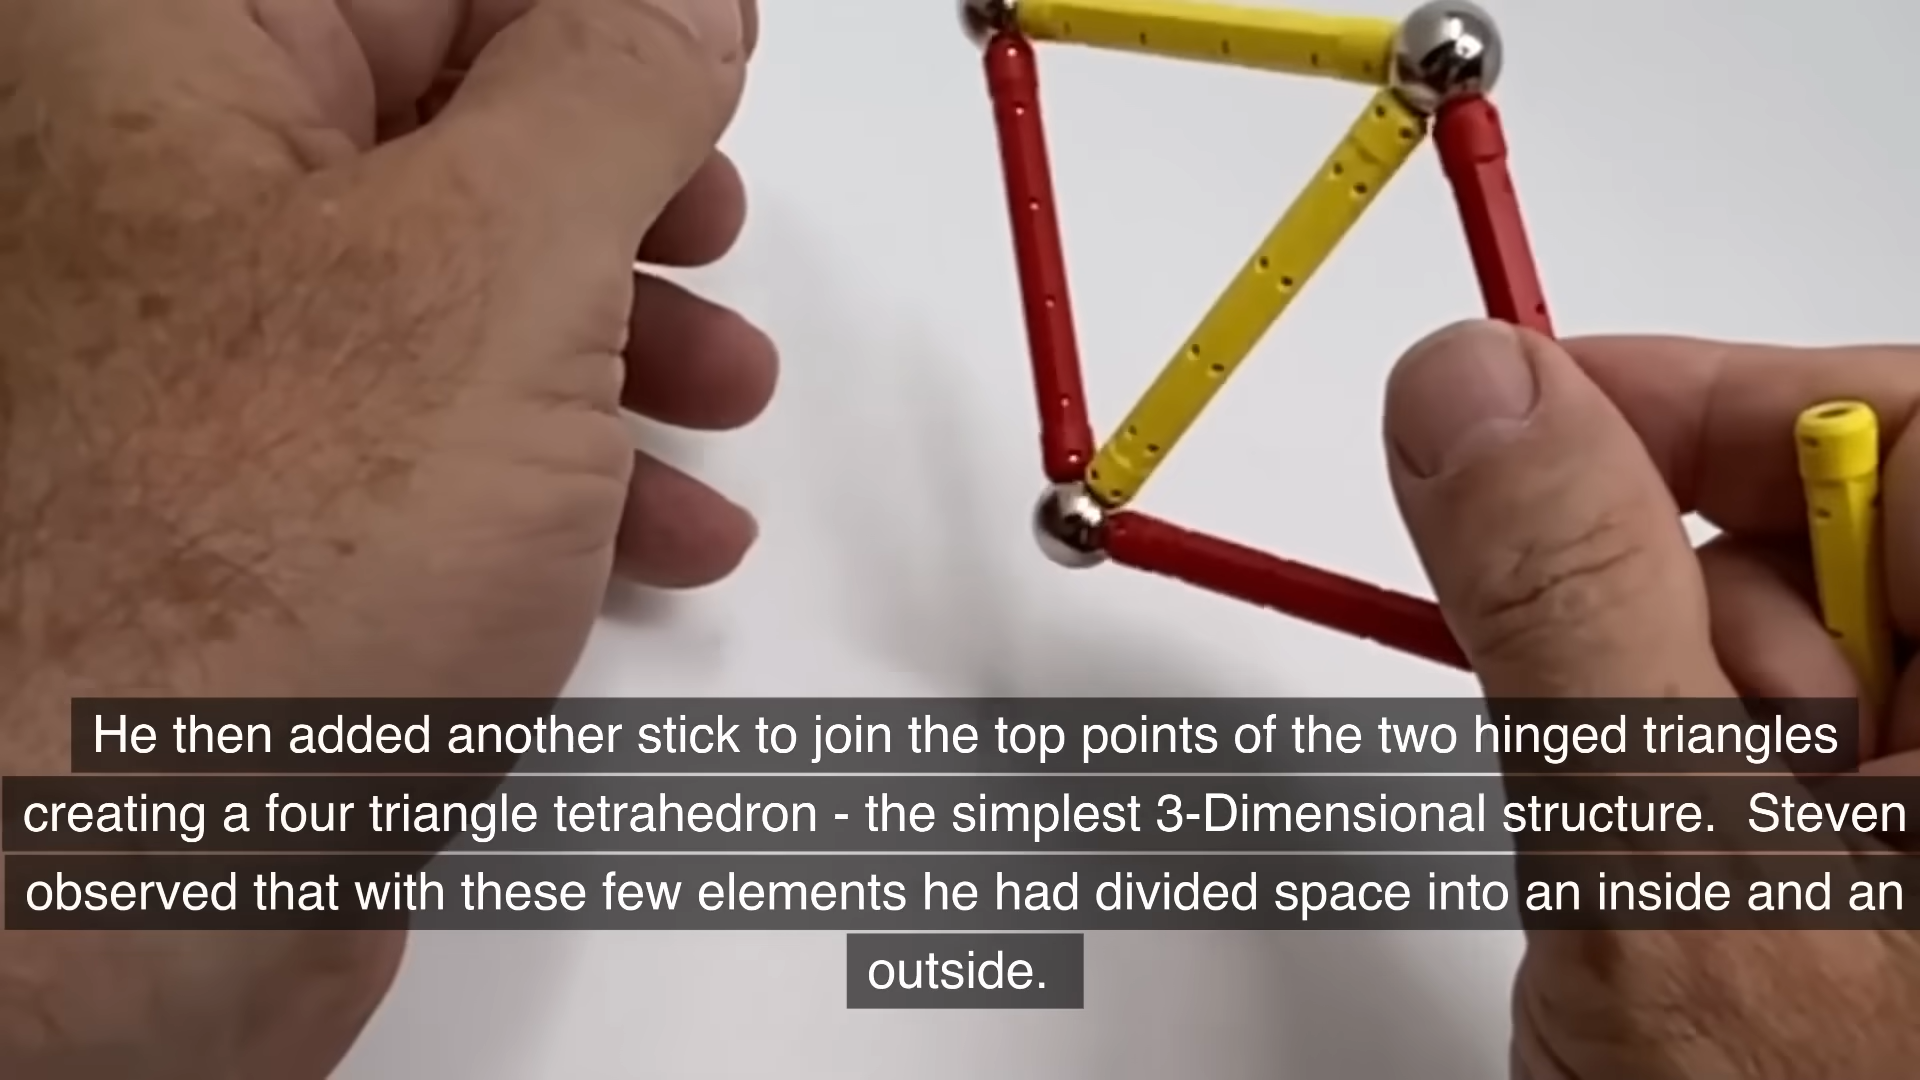 He then added another stick to join the top points of the two hinged triangles
creating a four triangle tetrahedron - the simplest 3-Dimensional structure.  Steven
observed that with these few elements he had divided space into an inside and an
outside.